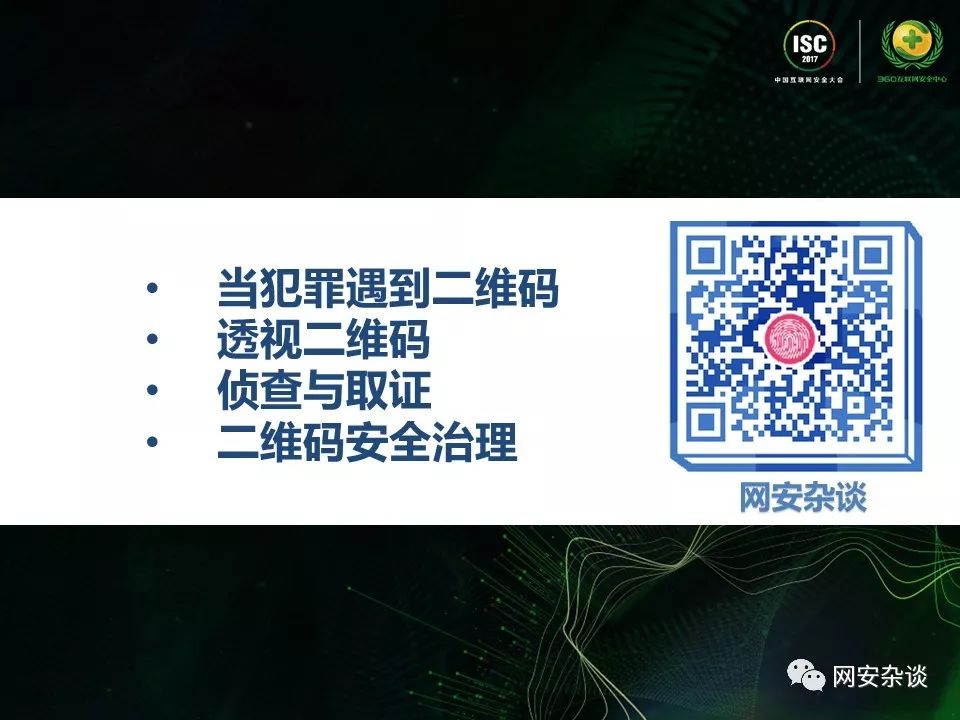 ISC
2017
中国互联网安全大会
360互联网安全中心
• 当犯罪遇到二维码
• 透视二维码
• 侦查与取证
• 二维码安全治理
网安杂谈
网安杂谈